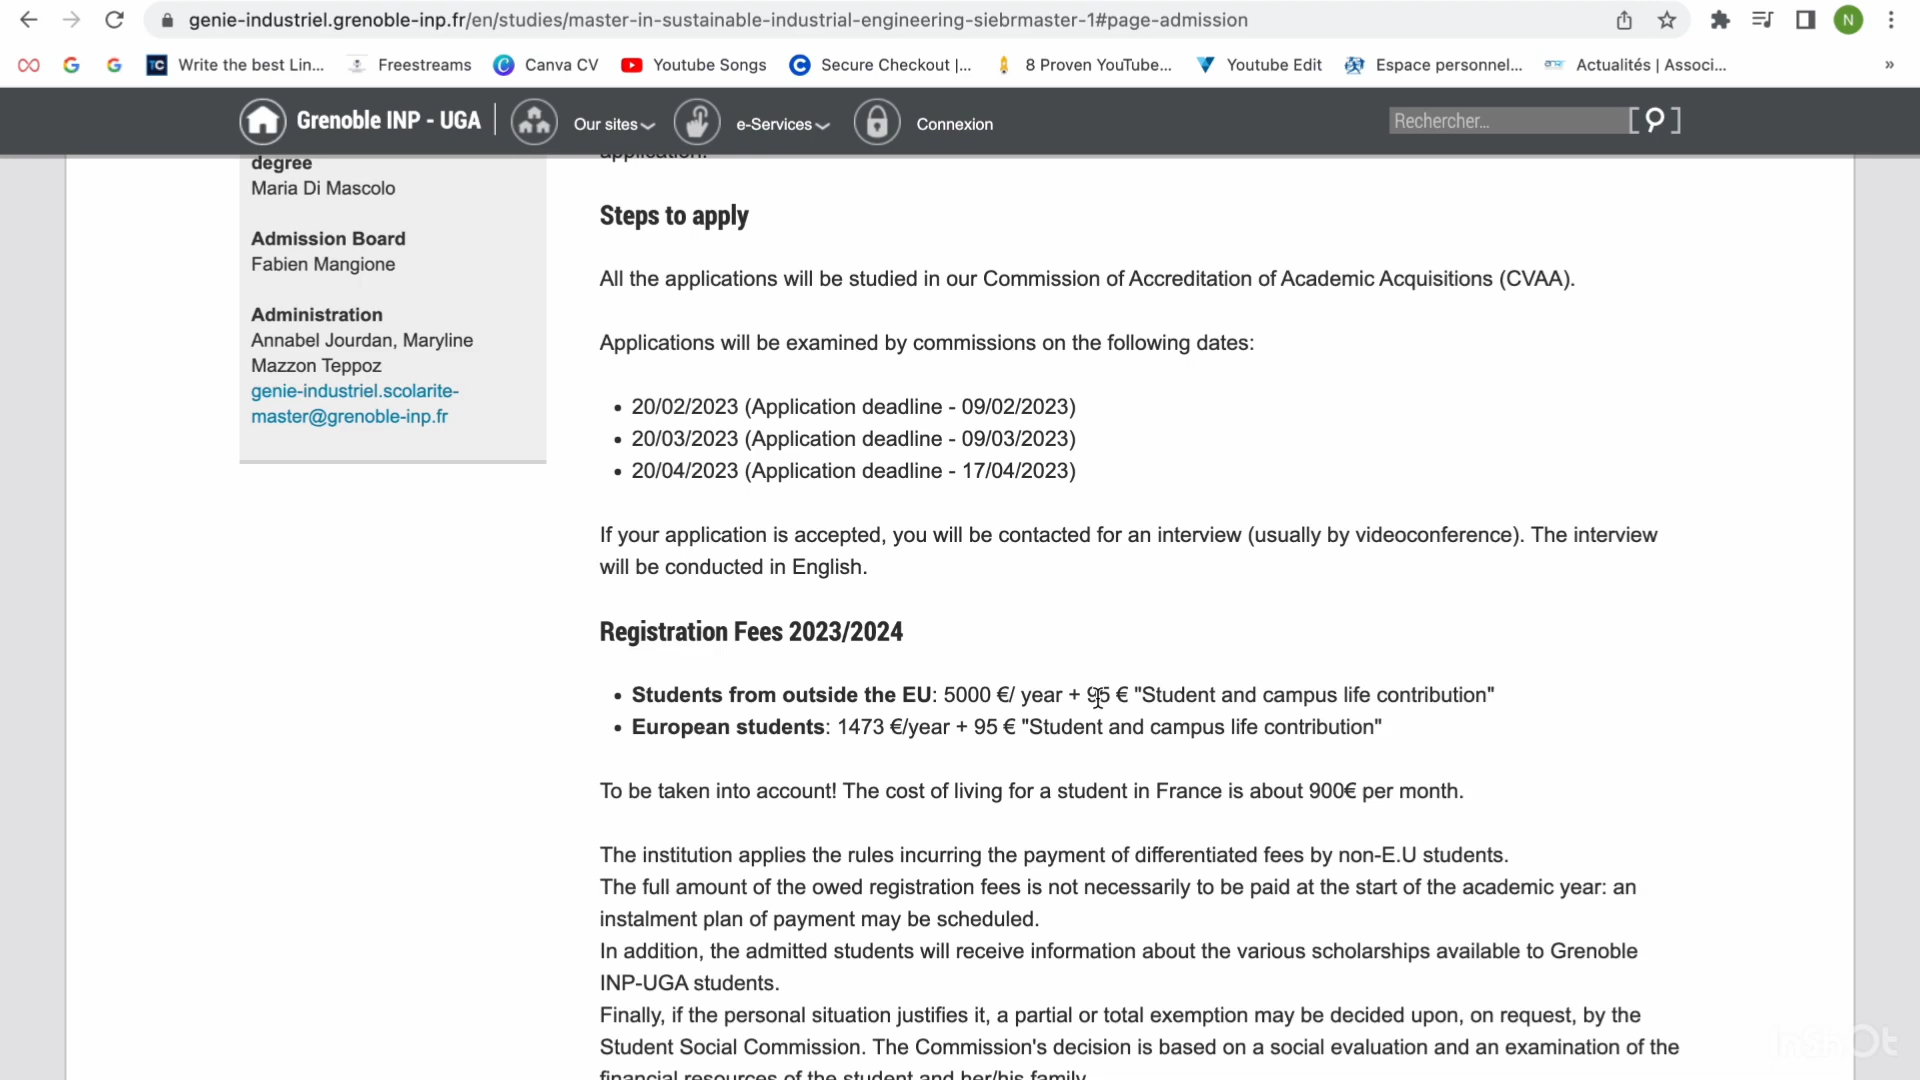 genie-industriel.grenoble-inp.fr/en/studies/master-in-sustainable-industrial-engineering-siebrmaster-1#page-admission
N
TC Write the best Lin... Freestreams Canva CV Youtube Songs Secure Checkout |... 8 Proven YouTube... Youtube Edit Espace personnel... Actualités | Associ... »
Grenoble INP - UGA Our sites e-Services Connexion Rechercher...
degree
Maria Di Mascolo
Admission Board
Fabien Mangione
Administration
Annabel Jourdan, Maryline
Mazzon Teppoz
genie-industriel.scolarite-
master@grenoble-inp.fr
application.
Steps to apply
All the applications will be studied in our Commission of Accreditation of Academic Acquisitions (CVAA).
Applications will be examined by commissions on the following dates:
• 20/02/2023 (Application deadline - 09/02/2023)
• 20/03/2023 (Application deadline - 09/03/2023)
• 20/04/2023 (Application deadline - 17/04/2023)
If your application is accepted, you will be contacted for an interview (usually by videoconference). The interview
will be conducted in English.
Registration Fees 2023/2024
• Students from outside the EU: 5000 €/ year + 95 € "Student and campus life contribution"
• European students: 1473 €/year + 95 € "Student and campus life contribution"
To be taken into account! The cost of living for a student in France is about 900€ per month.
The institution applies the rules incurring the payment of differentiated fees by non-E.U students.
The full amount of the owed registration fees is not necessarily to be paid at the start of the academic year: an
instalment plan of payment may be scheduled.
In addition, the admitted students will receive information about the various scholarships available to Grenoble
INP-UGA students.
Finally, if the personal situation justifies it, a partial or total exemption may be decided upon, on request, by the
Student Social Commission. The Commission's decision is based on a social evaluation and an examination of the
financial resources of the student and her/his family.